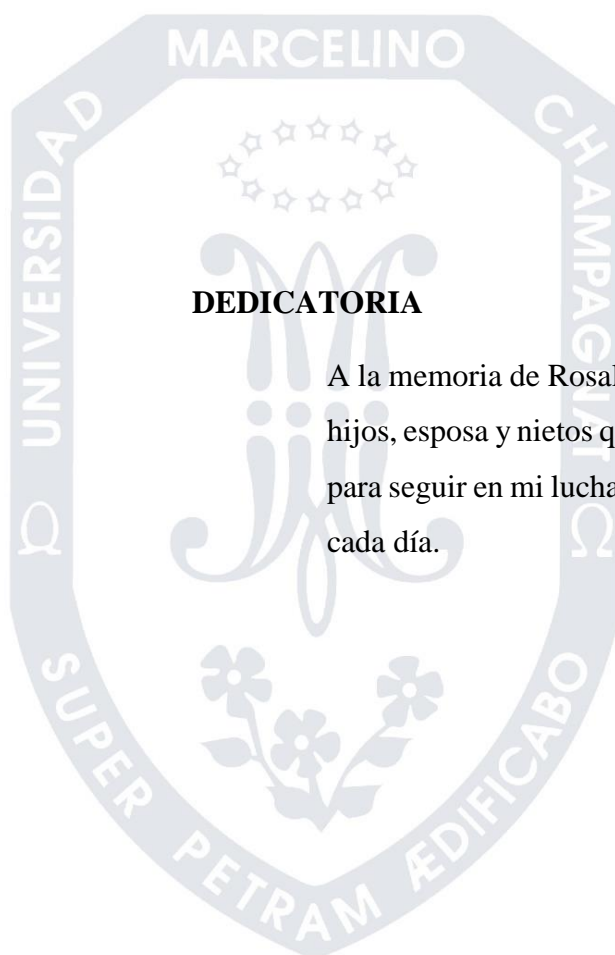 MARCELINO
UNIVERSIDAD
CHAMPAGNAT
DEDICATORIA
A la memoria de
hijos, esposa y nietos
para seguir en mi lucha
cada día.
SUPER PETRAM ÆDIFICABO